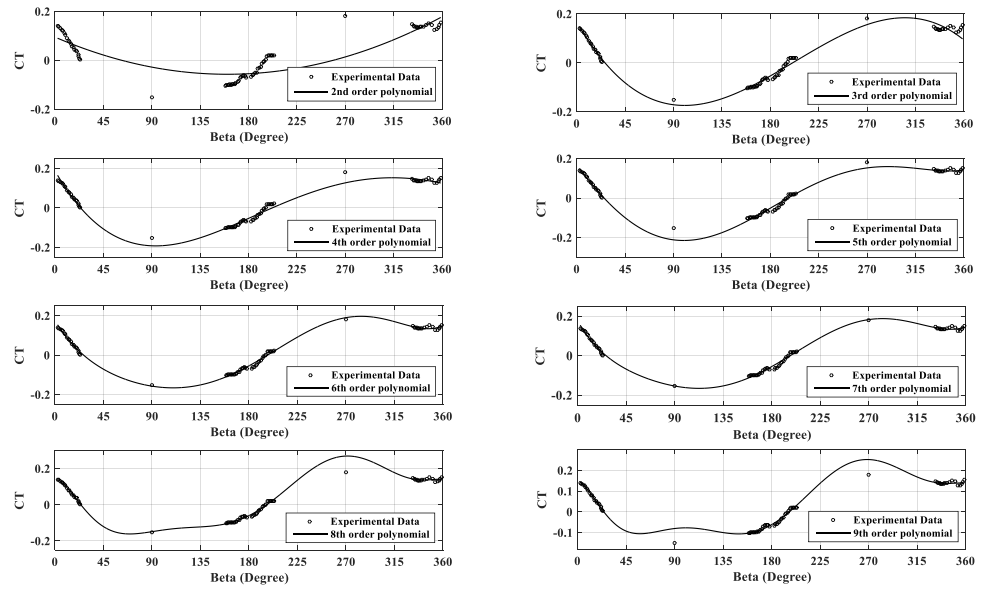 0.2
0
-0.2
CT
Experimental Data
2nd order polynomial
0 45 90 135 180 225 270 315 360
Beta (Degree)
0.2
0
-0.2
CT
Experimental Data
3rd order polynomial
0 45 90 135 180 225 270 315 360
Beta (Degree)
0.2
0
-0.2
CT
Experimental Data
4th order polynomial
0 45 90 135 180 225 270 315 360
Beta (Degree)
0.2
0
-0.2
CT
Experimental Data
5th order polynomial
0 45 90 135 180 225 270 315 360
Beta (Degree)
0.2
0
-0.2
CT
Experimental Data
6th order polynomial
0 45 90 135 180 225 270 315 360
Beta (Degree)
0.2
0
-0.2
CT
Experimental Data
7th order polynomial
0 45 90 135 180 225 270 315 360
Beta (Degree)
0.2
0
-0.2
CT
Experimental Data
8th order polynomial
0 45 90 135 180 225 270 315 360
Beta (Degree)
0.2
0.1
0
-0.1
CT
Experimental Data
9th order polynomial
0 45 90 135 180 225 270 315 360
Beta (Degree)